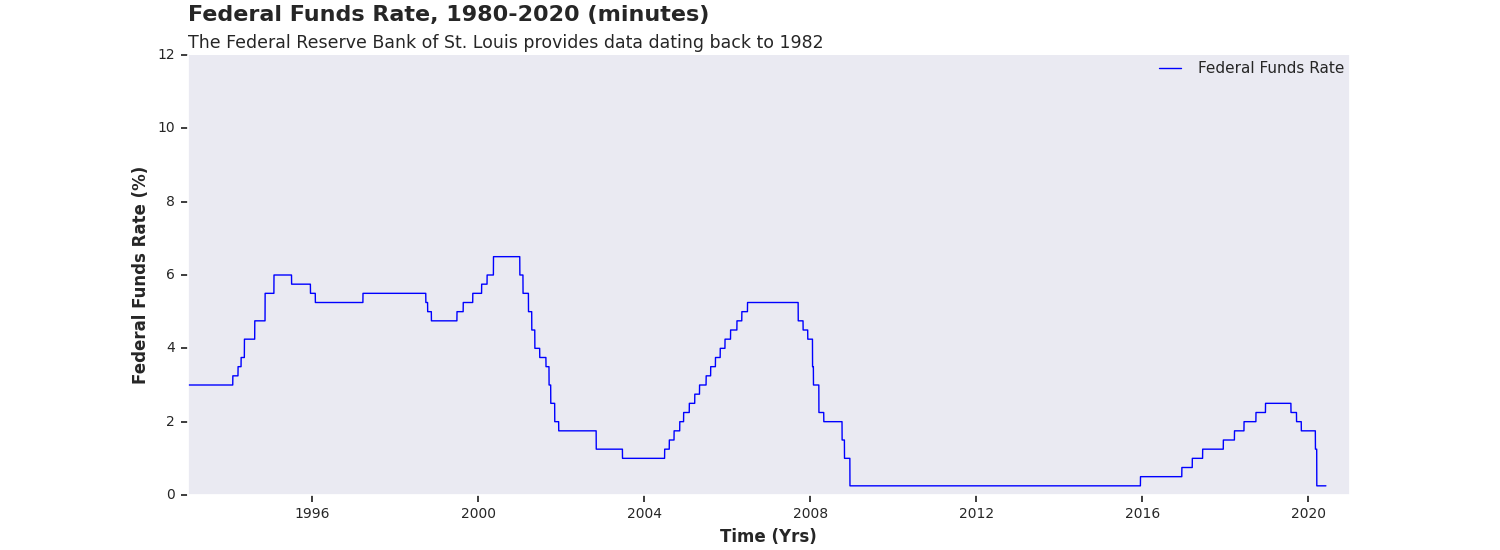 Federal Funds Rate, 1980-2020 (minutes)
The Federal Reserve Bank of St. Louis provides data dating back to 1982
Federal Funds Rate
12
10
8
6
4
2
0
Federal Funds Rate (%)
1996 2000 2004 2008 2012 2016 2020
Time (Yrs)